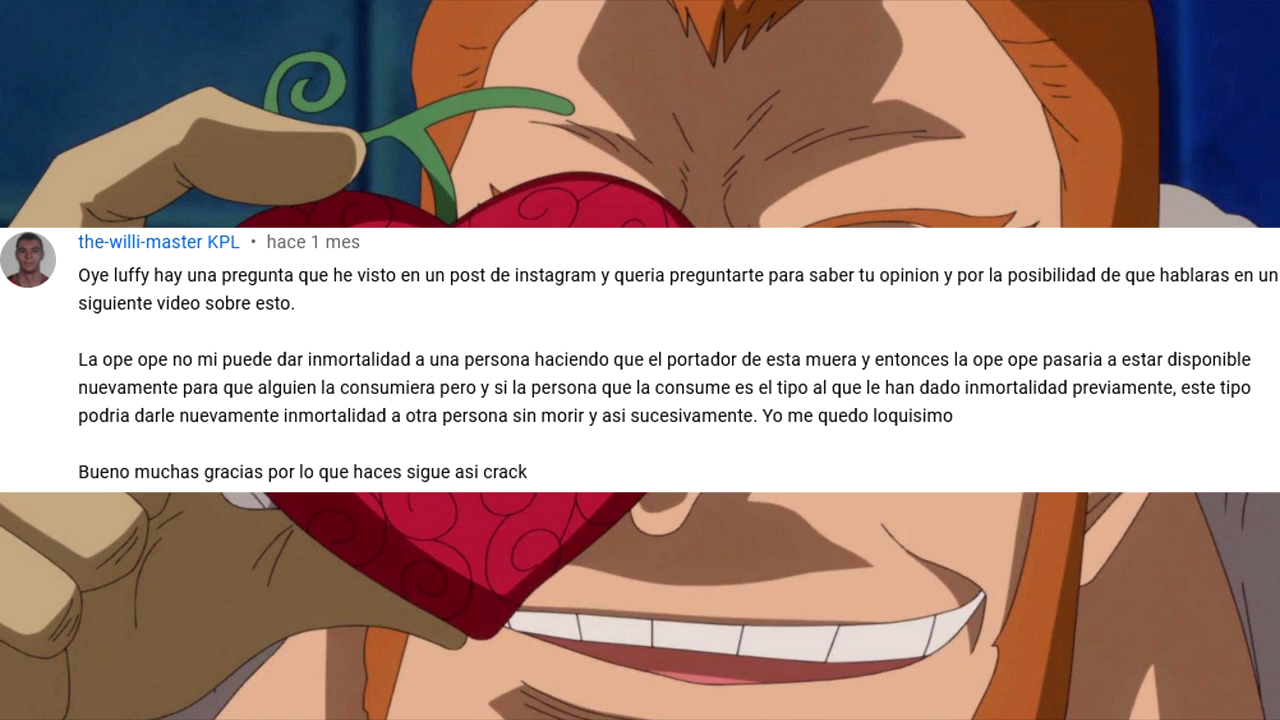 the-willi-master KPL • hace 1 mes
Oye luffy hay una pregunta que he visto en un post de instagram y queria preguntarte para saber tu opinion y por la posibilidad de que hablaras en un
siguiente video sobre esto.
La ope ope no mi puede dar inmortalidad a una persona haciendo que el portador de esta muera y entonces la ope ope pasaria a estar disponible
nuevamente para que alguien la consumiera pero y si la persona que la consume es el tipo al que le han dado inmortalidad previamente, este tipo
podria darle nuevamente inmortalidad a otra persona sin morir y asi sucesivamente. Yo me quedo loquisimo
Bueno muchas gracias por lo que haces sigue asi crack